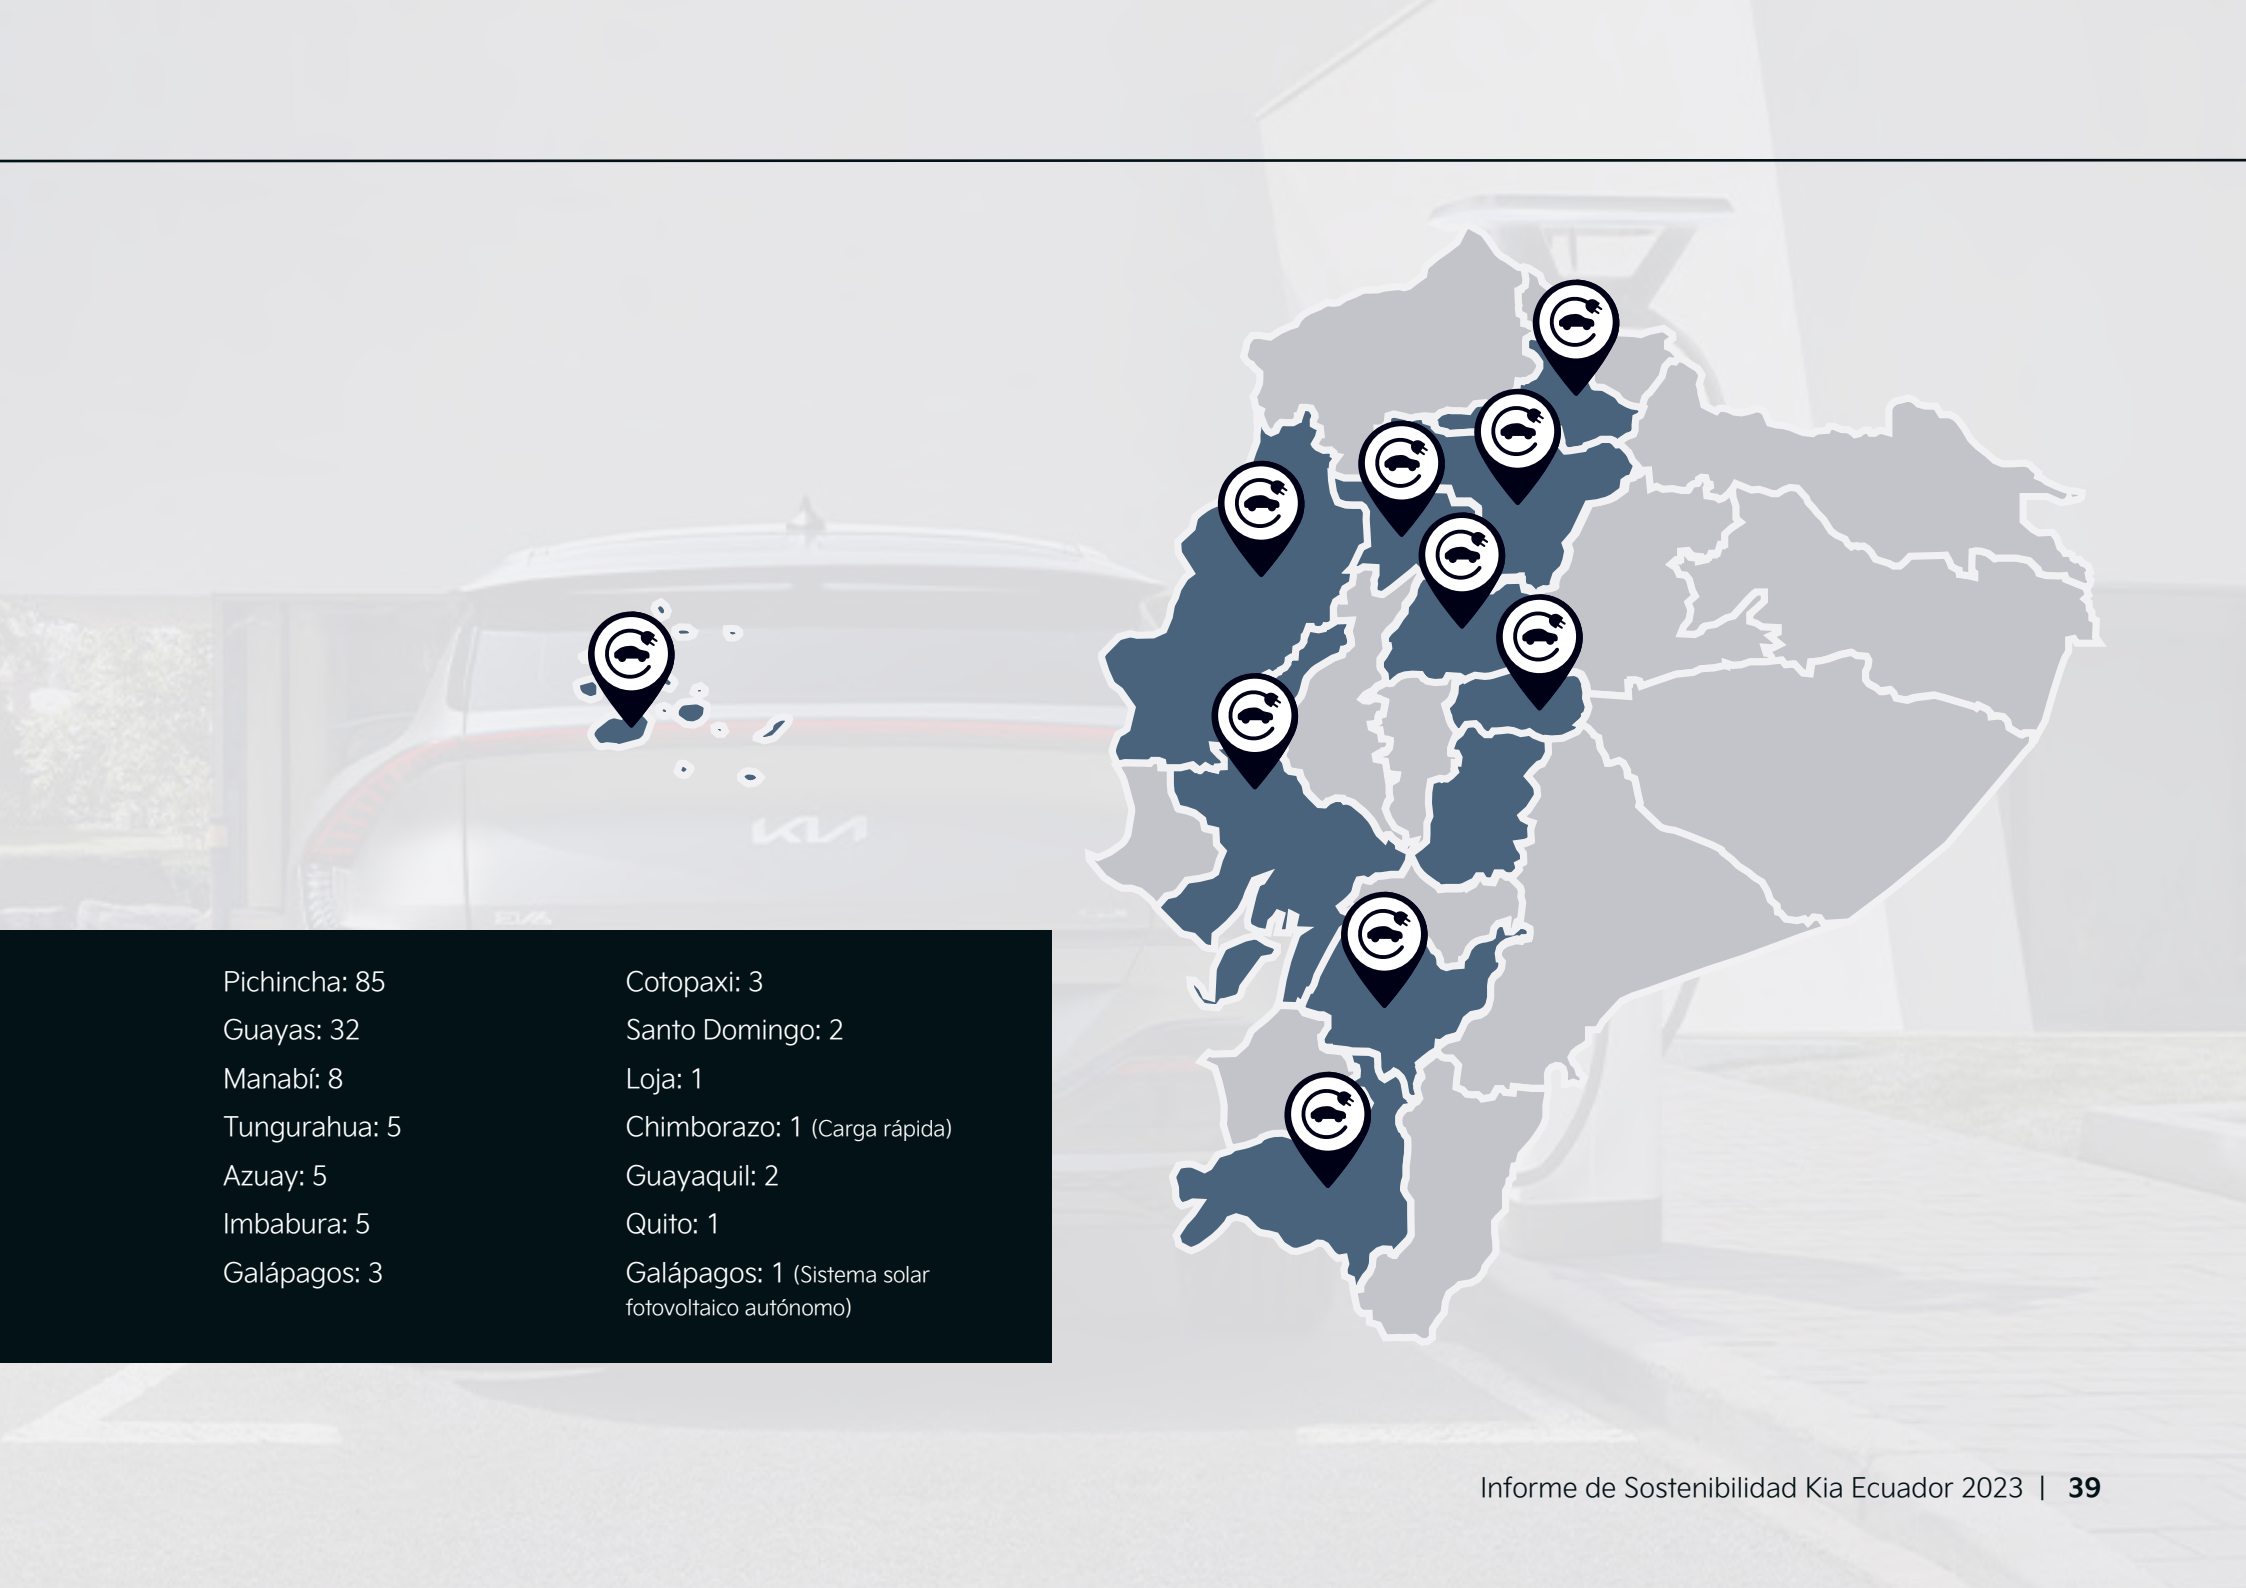 KIA
Pichincha: 85
Guayas: 32
Manabí: 8
Tungurahua: 5
Azuay: 5
Imbabura: 5
Galápagos: 3
Cotopaxi: 3
Santo Domingo: 2
Loja: 1
Chimborazo: 1 (Carga rápida)
Guayaquil: 2
Quito: 1
Galápagos: 1 (Sistema solar
fotovoltaico autónomo)
Informe de Sostenibilidad Kia Ecuador 2023 | 39